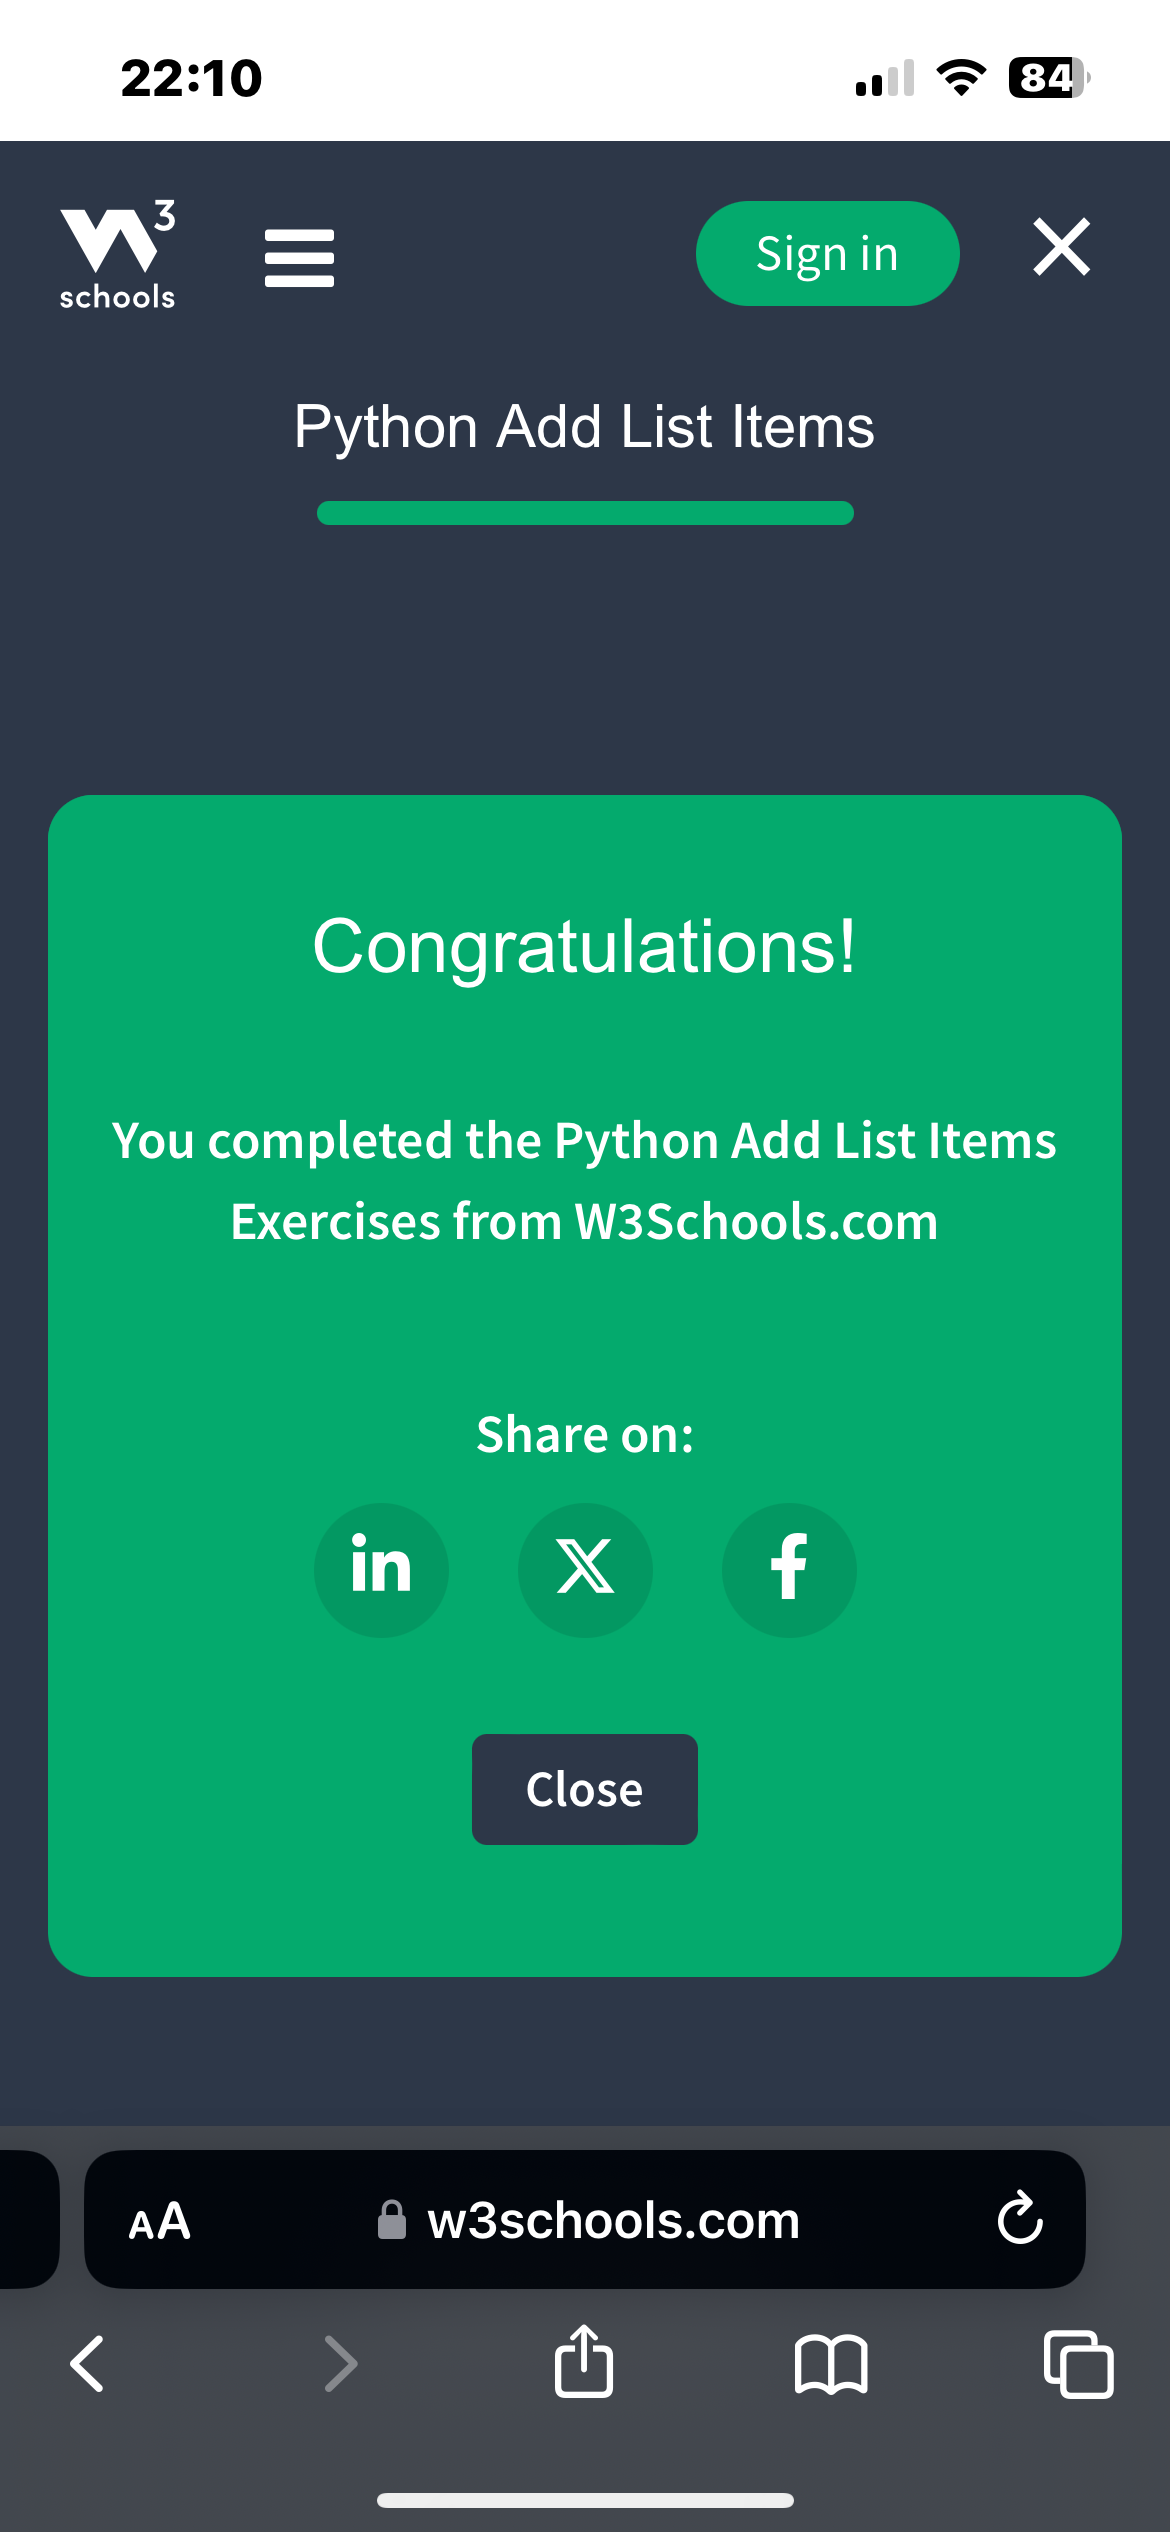 22:10
84
W3
schools
Sign in
Python Add List Items
Congratulations!
You completed the Python Add List Items
Exercises from W3Schools.com
Share on:
in
X
f
Close
AA
w3schools.com